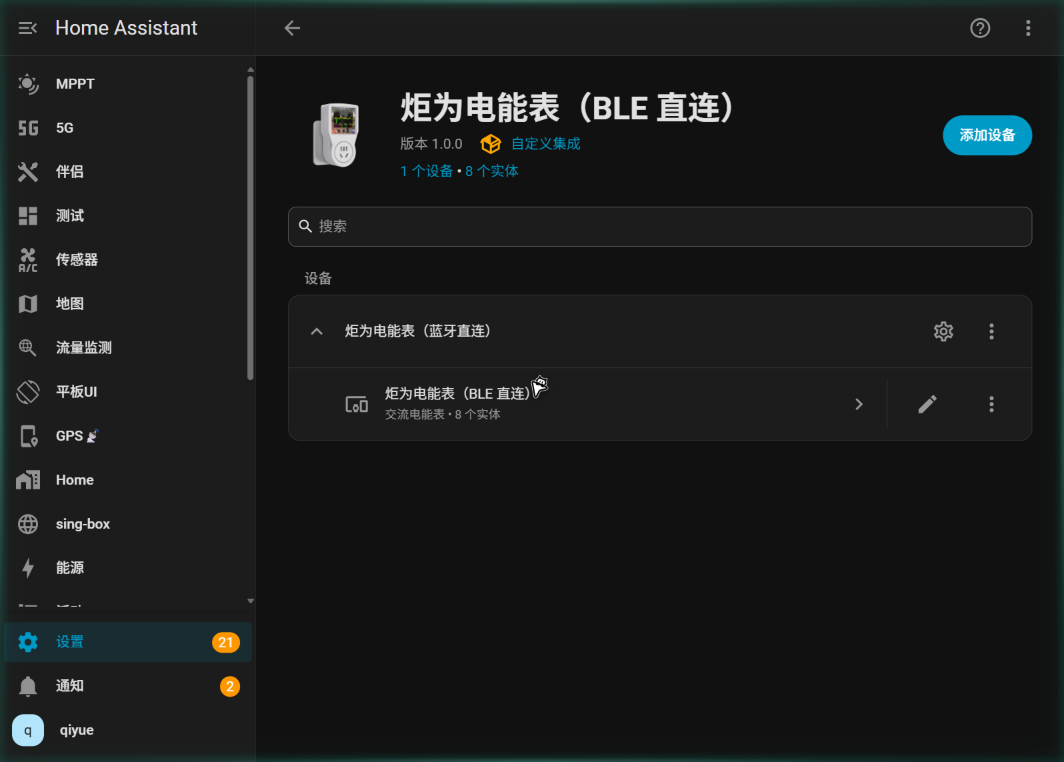 Home Assistant
MPPT
5G
5G
伴侣
测试
A/C
传感器
地图
流量监测
平板UI
GPS
Home
sing-box
能源
设置
21
通知
2
q
qiyue
炬为电能表（BLE 直连）
版本 1.0.0
自定义集成
1 个设备 • 8 个实体
添加设备
搜索
设备
炬为电能表（蓝牙直连）
炬为电能表（BLE 直连）
交流电能表 • 8 个实体